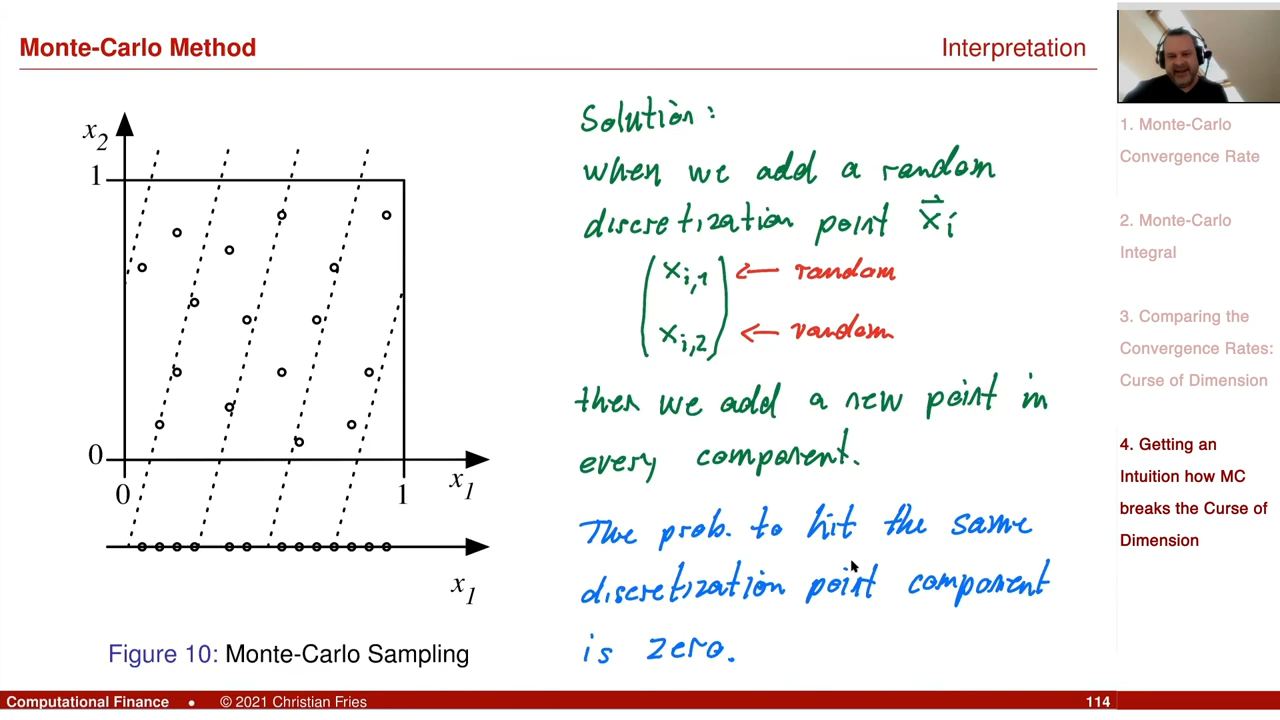 Monte-Carlo Method
Interpretation
x2
1
0
0
1
x1
x1
Figure 10: Monte-Carlo Sampling
Solution:
when we add a random
discretization point x⃗i
xi,1 ← random
xi,2 ← random
then we add a new point in
every component.
The prob. to hit the same
discretization point component
is zero.
1. Monte-Carlo
Convergence Rate
2. Monte-Carlo
Integral
3. Comparing the
Convergence Rates:
Curse of Dimension
4. Getting an
Intuition how MC
breaks the Curse of
Dimension
Computational Finance • © 2021 Christian Fries
114